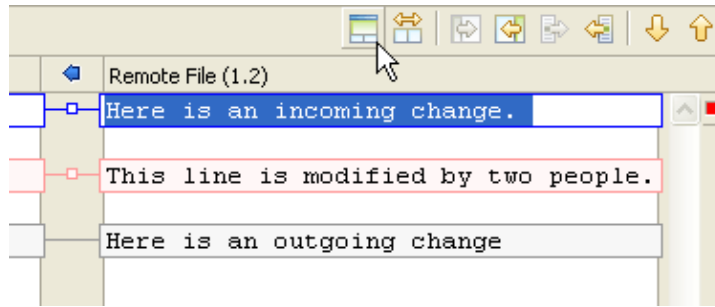 Remote File (1.2)
Here is an incoming change.
This line is modified by two people.
Here is an outgoing change